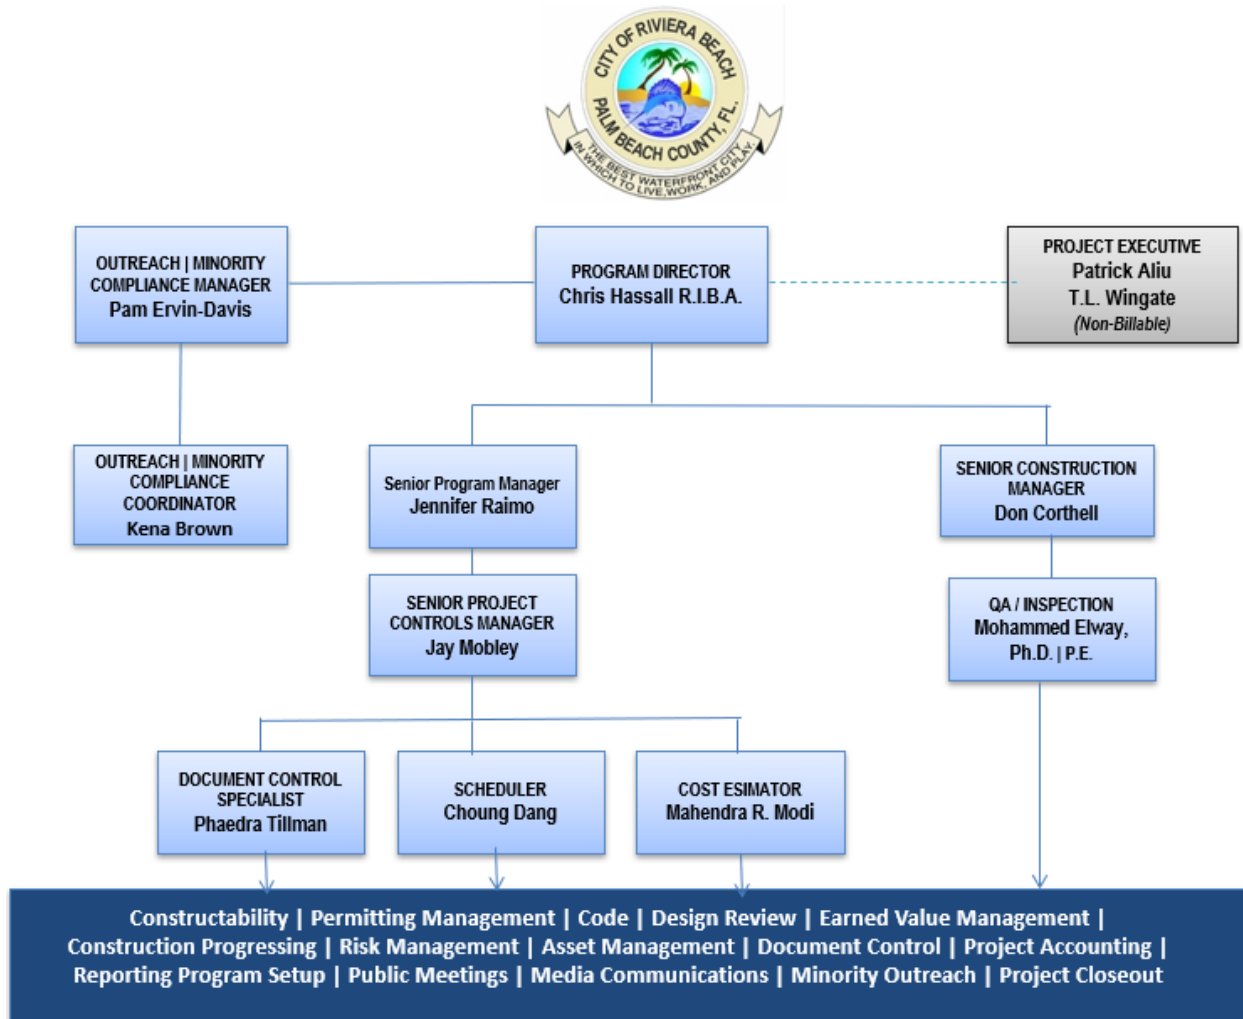 CITY OF RIVIERA BEACH
PALM BEACH COUNTY, FL.
THE BEST WATERFRONT CITY
IN WHICH TO LIVE, WORK, AND PLAY.
OUTREACH | MINORITY
COMPLIANCE MANAGER
Pam Ervin-Davis
PROGRAM DIRECTOR
Chris Hassall R.I.B.A.
PROJECT EXECUTIVE
Patrick Aliu
T.L. Wingate
(Non-Billable)
OUTREACH | MINORITY
COMPLIANCE
COORDINATOR
Kena Brown
Senior Program Manager
Jennifer Raimo
SENIOR CONSTRUCTION
MANAGER
Don Corthell
SENIOR PROJECT
CONTROLS MANAGER
Jay Mobley
QA / INSPECTION
Mohammed Elway,
Ph.D. | P.E.
DOCUMENT CONTROL
SPECIALIST
Phaedra Tillman
SCHEDULER
Choung Dang
COST ESIMATOR
Mahendra R. Modi
Constructability | Permitting Management | Code | Design Review | Earned Value Management |
Construction Progressing | Risk Management | Asset Management | Document Control | Project Accounting |
Reporting Program Setup | Public Meetings | Media Communications | Minority Outreach | Project Closeout